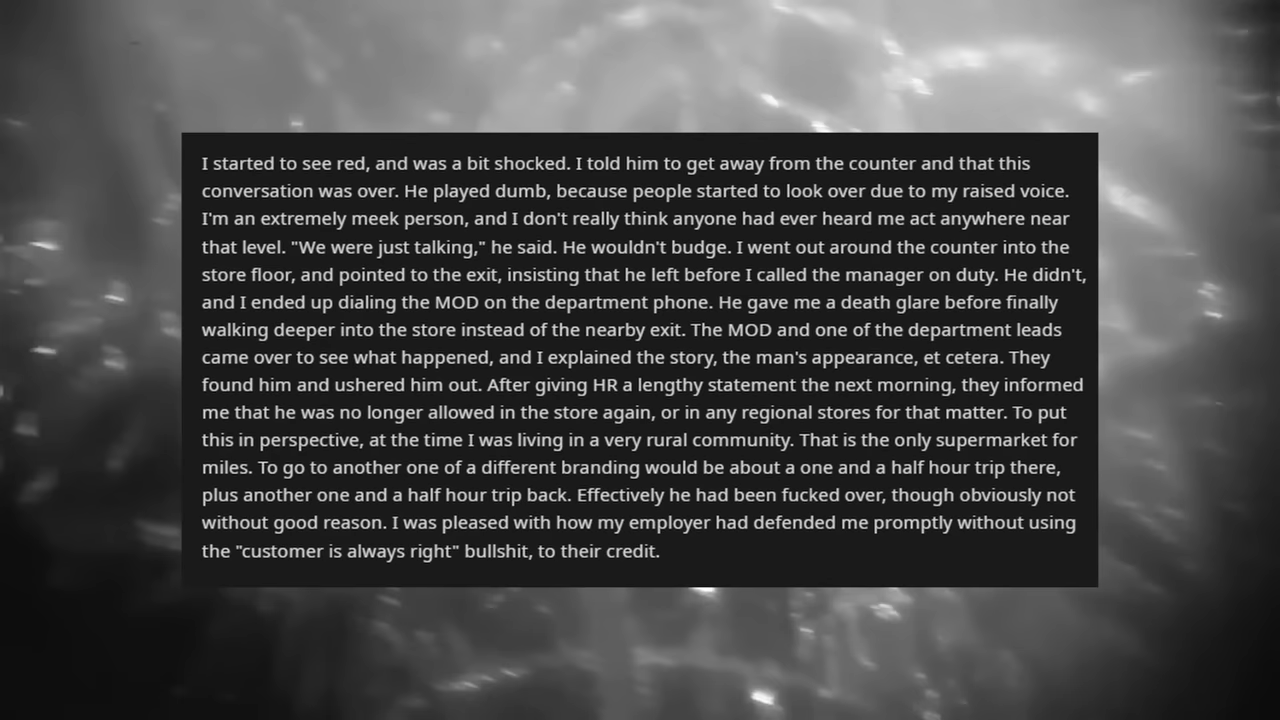 I started to see red, and was a bit shocked. I told him to get away from the counter and that this
conversation was over. He played dumb, because people started to look over due to my raised voice.
I'm an extremely meek person, and I don't really think anyone had ever heard me act anywhere near
that level. "We were just talking," he said. He wouldn't budge. I went out around the counter into the
store floor, and pointed to the exit, insisting that he left before I called the manager on duty. He didn't,
and I ended up dialing the MOD on the department phone. He gave me a death glare before finally
walking deeper into the store instead of the nearby exit. The MOD and one of the department leads
came over to see what happened, and I explained the story, the man's appearance, et cetera. They
found him and ushered him out. After giving HR a lengthy statement the next morning, they informed
me that he was no longer allowed in the store again, or in any regional stores for that matter. To put
this in perspective, at the time I was living in a very rural community. That is the only supermarket for
miles. To go to another one of a different branding would be about a one and a half hour trip there,
plus another one and a half hour trip back. Effectively he had been fucked over, though obviously not
without good reason. I was pleased with how my employer had defended me promptly without using
the "customer is always right" bullshit, to their credit.